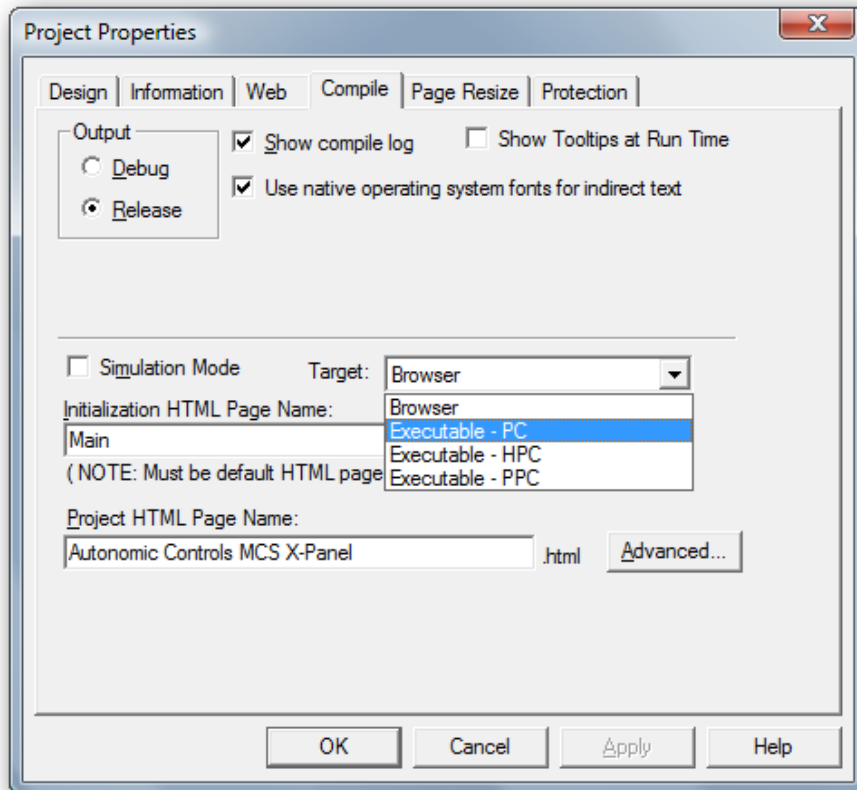 Project Properties
Design Information Web Compile Page Resize Protection
Output
Debug
Release
Show compile log
Show Tooltips at Run Time
Use native operating system fonts for indirect text
Simulation Mode
Target: Browser
Browser
Executable - PC
Executable - HPC
Executable - PPC
Initialization HTML Page Name:
Main
( NOTE: Must be default HTML page
Project HTML Page Name:
Autonomic Controls MCS X-Panel .html Advanced...
OK Cancel Apply Help